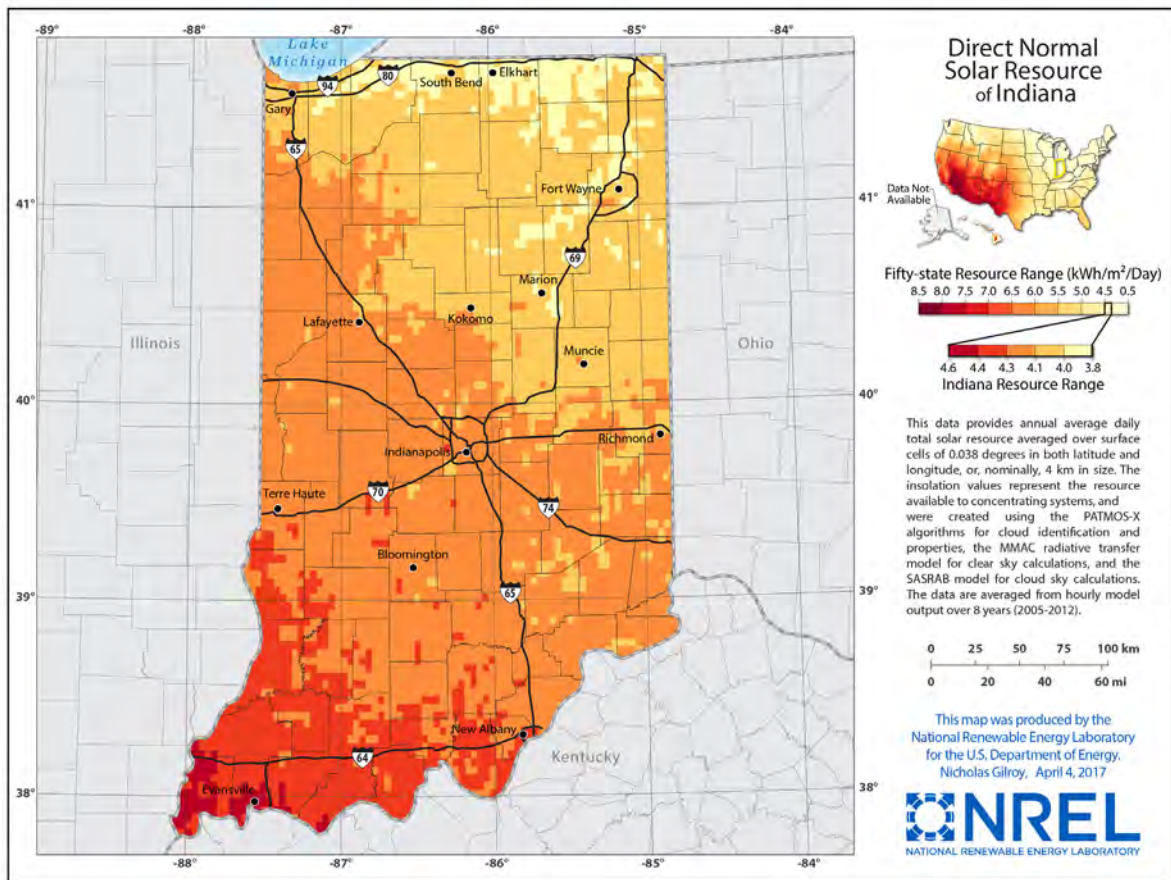 -89°
-88°
-87°
-86°
-85°
-84°
Lake
Michigan
94
80
South Bend
Elkhart
Gary
65
41°
Fort Wayne
41°
69
Marion
Illinois
Lafayette
Kokomo
Ohio
Muncie
40°
40°
Indianapolis
Richmond
Terre Haute
70
74
Bloomington
39°
65
39°
New Albany
64
Kentucky
Evansville
38°
38°
-88°
-87°
-86°
-85°
-84°
Direct Normal
Solar Resource
of Indiana
Data Not
Available
Fifty-state Resource Range (kWh/m²/Day)
8.5 8.0 7.5 7.0 6.5 6.0 5.5 5.0 4.5 4.0 0.5
4.6 4.4 4.3 4.1 4.0 3.8
Indiana Resource Range
This data provides annual average daily
total solar resource averaged over surface
cells of 0.038 degrees in both latitude and
longitude, or, nominally, 4 km in size. The
insolation values represent the resource
available to concentrating systems, and
were created using the PATMOS-X
algorithms for cloud identification and
properties, the MMAC radiative transfer
model for clear sky calculations, and the
SASRAB model for cloud sky calculations.
The data are averaged from hourly model
output over 8 years (2005-2012).
0 25 50 75 100 km
0 20 40 60 mi
This map was produced by the
National Renewable Energy Laboratory
for the U.S. Department of Energy.
Nicholas Gilroy, April 4, 2017
NREL
NATIONAL RENEWABLE ENERGY LABORATORY